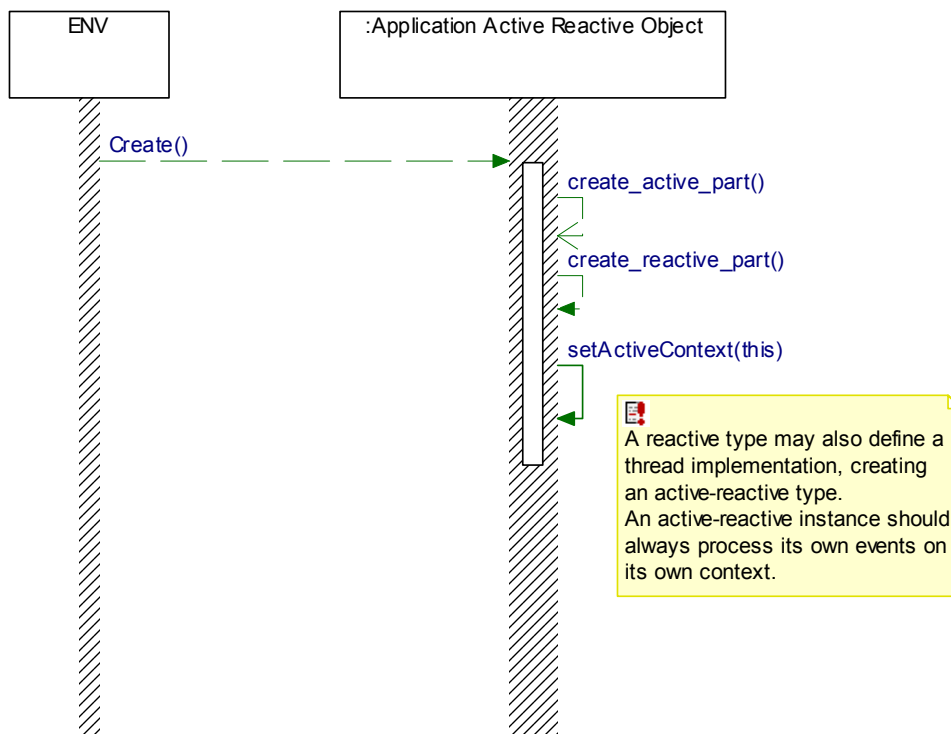 ENV
:Application Active Reactive Object
Create()
create_active_part()
create_reactive_part()
setActiveContext(this)
A reactive type may also define a
thread implementation, creating
an active-reactive type.
An active-reactive instance should
always process its own events on
its own context.